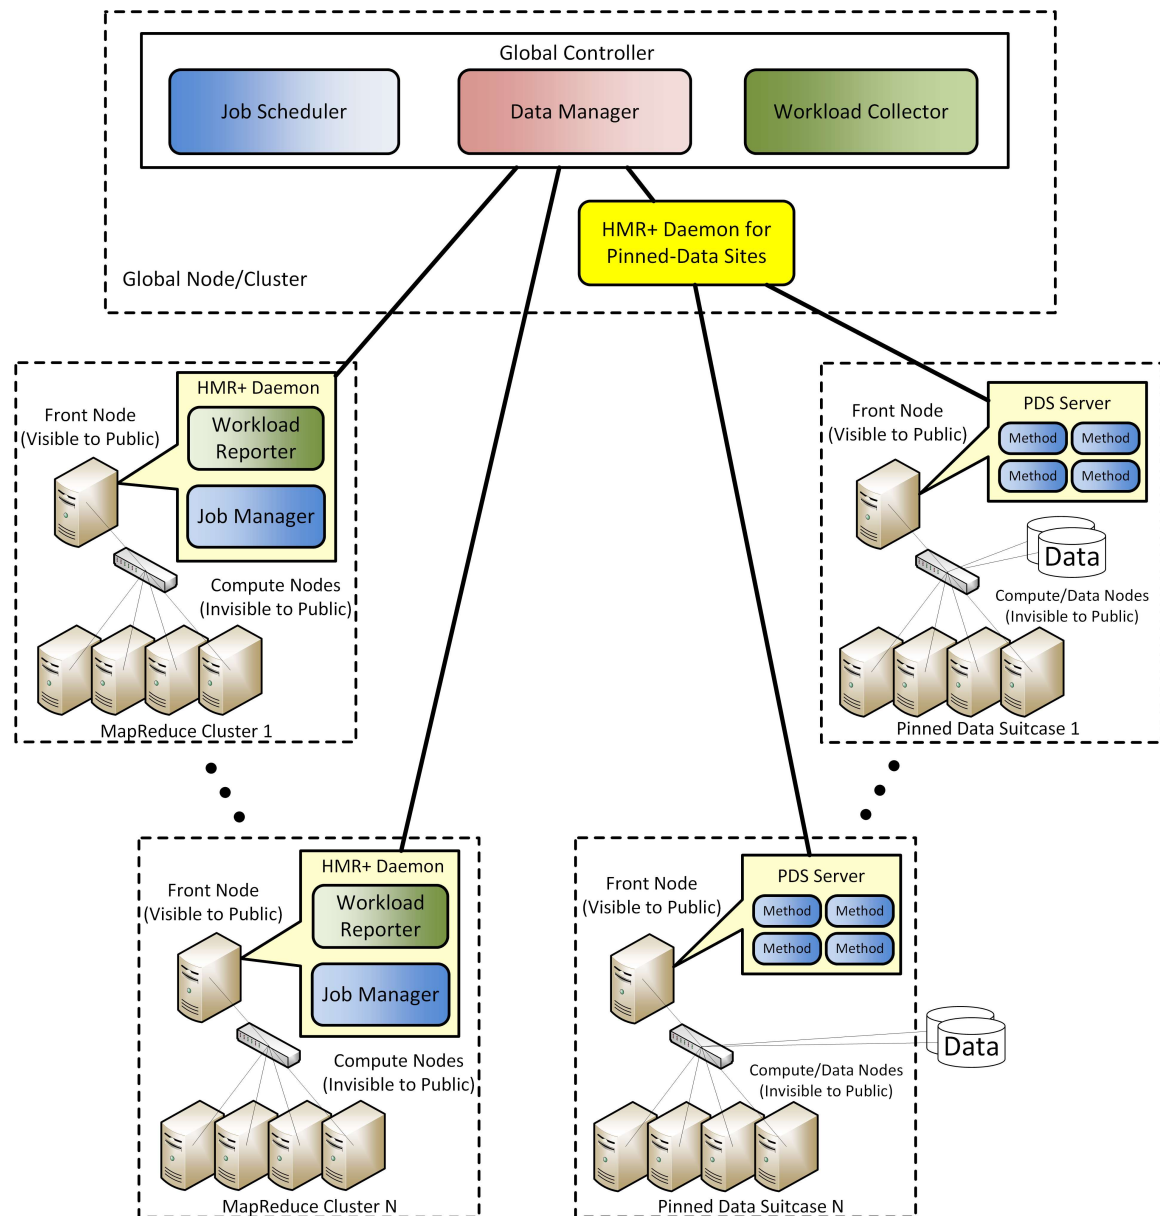 Global Controller
Job Scheduler
Data Manager
Workload Collector
HMR+ Daemon for
Pinned-Data Sites
Global Node/Cluster
HMR+ Daemon
Workload
Reporter
Job Manager
Front Node
(Visible to Public)
Compute Nodes
(Invisible to Public)
MapReduce Cluster 1
Front Node
(Visible to Public)
PDS Server
Method
Method
Method
Method
Data
Compute/Data Nodes
(Invisible to Public)
Pinned Data Suitcase 1
HMR+ Daemon
Workload
Reporter
Job Manager
Front Node
(Visible to Public)
Compute Nodes
(Invisible to Public)
MapReduce Cluster N
Front Node
(Visible to Public)
PDS Server
Method
Method
Method
Method
Data
Compute/Data Nodes
(Invisible to Public)
Pinned Data Suitcase N